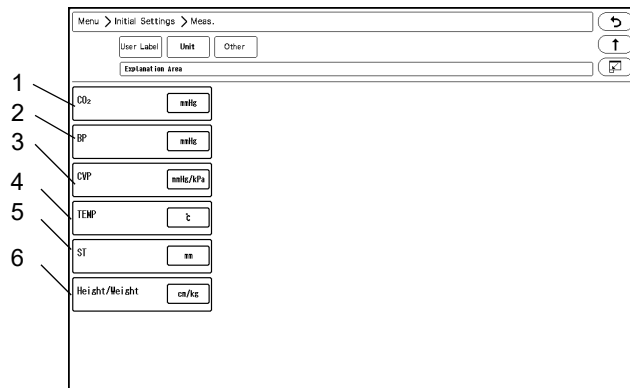 Menu > Initial Settings > Meas.
User Label Unit Other
Explanation Area
1 CO₂ mmHg
2 BP mmHg
3 CVP mmHg/kPa
4 TEMP ℃
5 ST mm
6 Height/Weight cm/kg